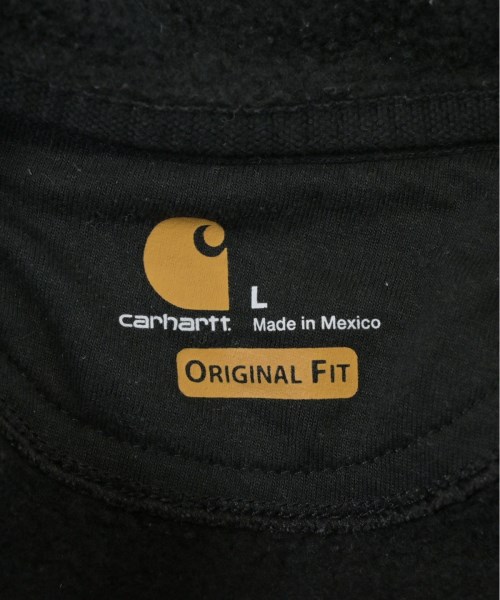 L
carhartt. Made in Mexico
ORIGINAL FIT